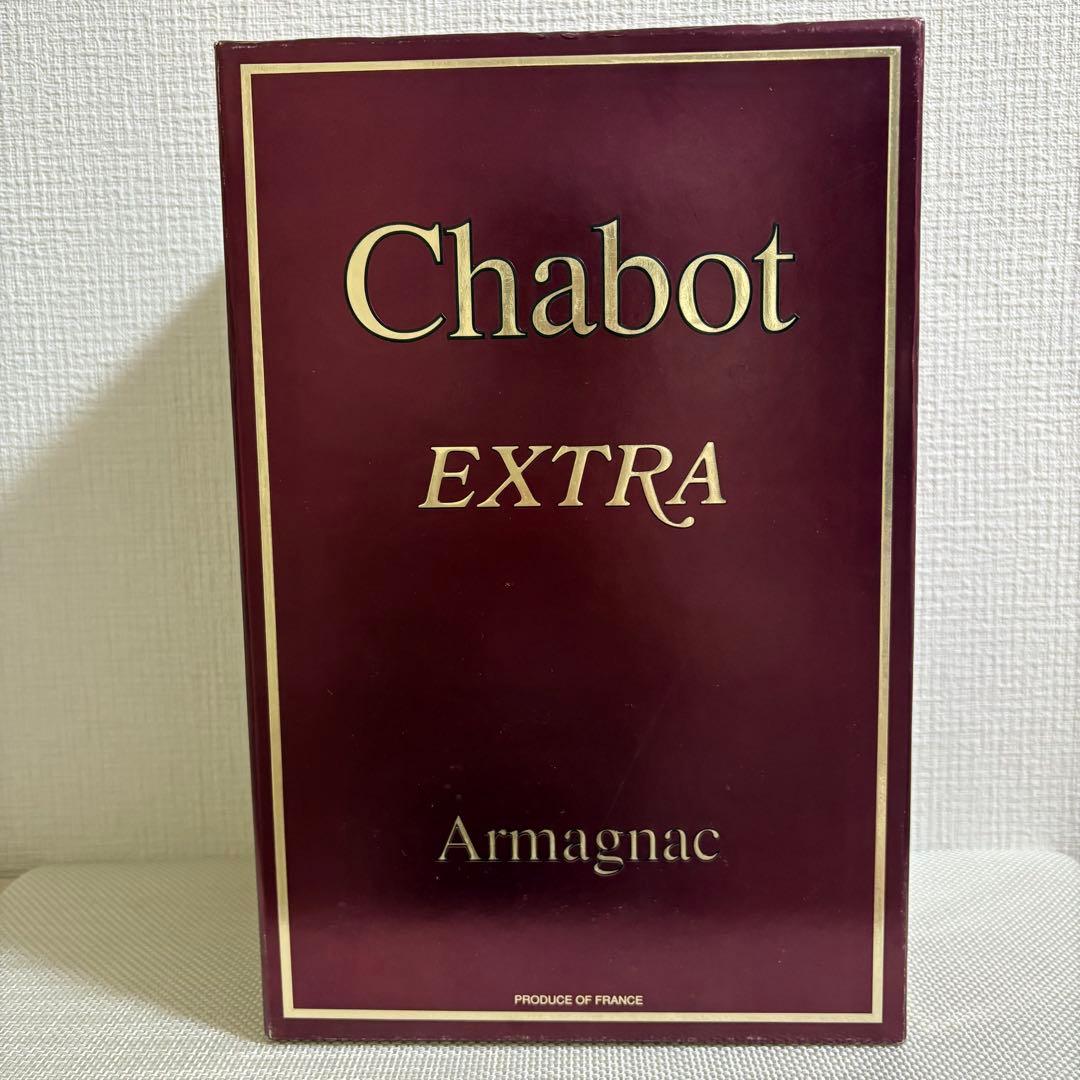 Chabot
EXTRA
Armagnac
PRODUCE OF FRANCE